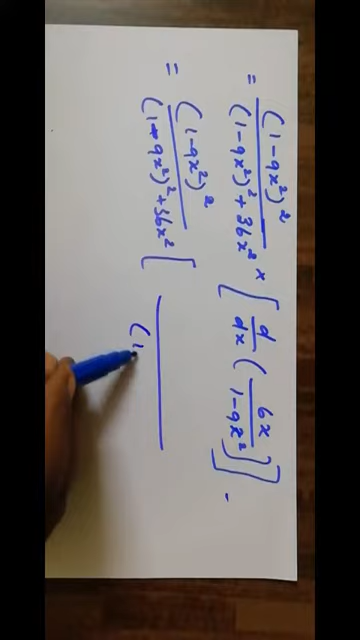 = (1-9x²)² / (1-9x²)² + 36x² × [ d/dx ( 6x / 1-9x² ) ] .
= (1-9x²)² / (1-9x²)² + 36x² [ / (1